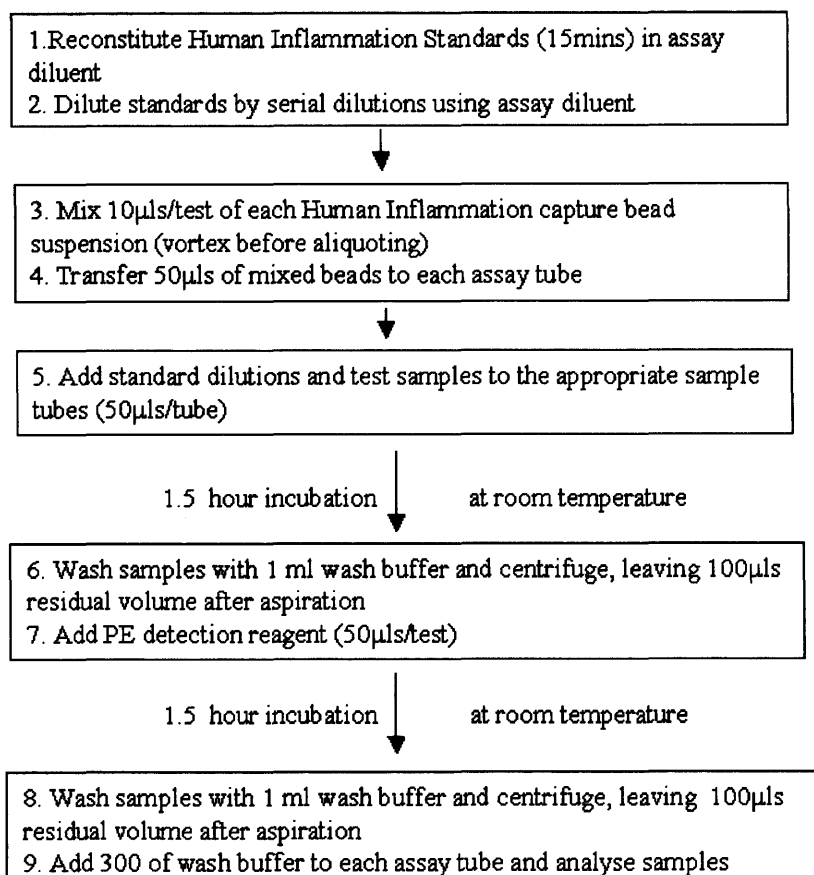 1.Reconstitute Human Inflammation Standards (15mins) in assay
diluent
2. Dilute standards by serial dilutions using assay diluent
3. Mix 10µls/test of each Human Inflammation capture bead
suspension (vortex before aliquoting)
4. Transfer 50µls of mixed beads to each assay tube
5. Add standard dilutions and test samples to the appropriate sample
tubes (50µls/tube)
1.5 hour incubation at room temperature
6. Wash samples with 1 ml wash buffer and centrifuge, leaving 100µls
residual volume after aspiration
7. Add PE detection reagent (50µls/test)
1.5 hour incubation at room temperature
8. Wash samples with 1 ml wash buffer and centrifuge, leaving 100µls
residual volume after aspiration
9. Add 300 of wash buffer to each assay tube and analyse samples